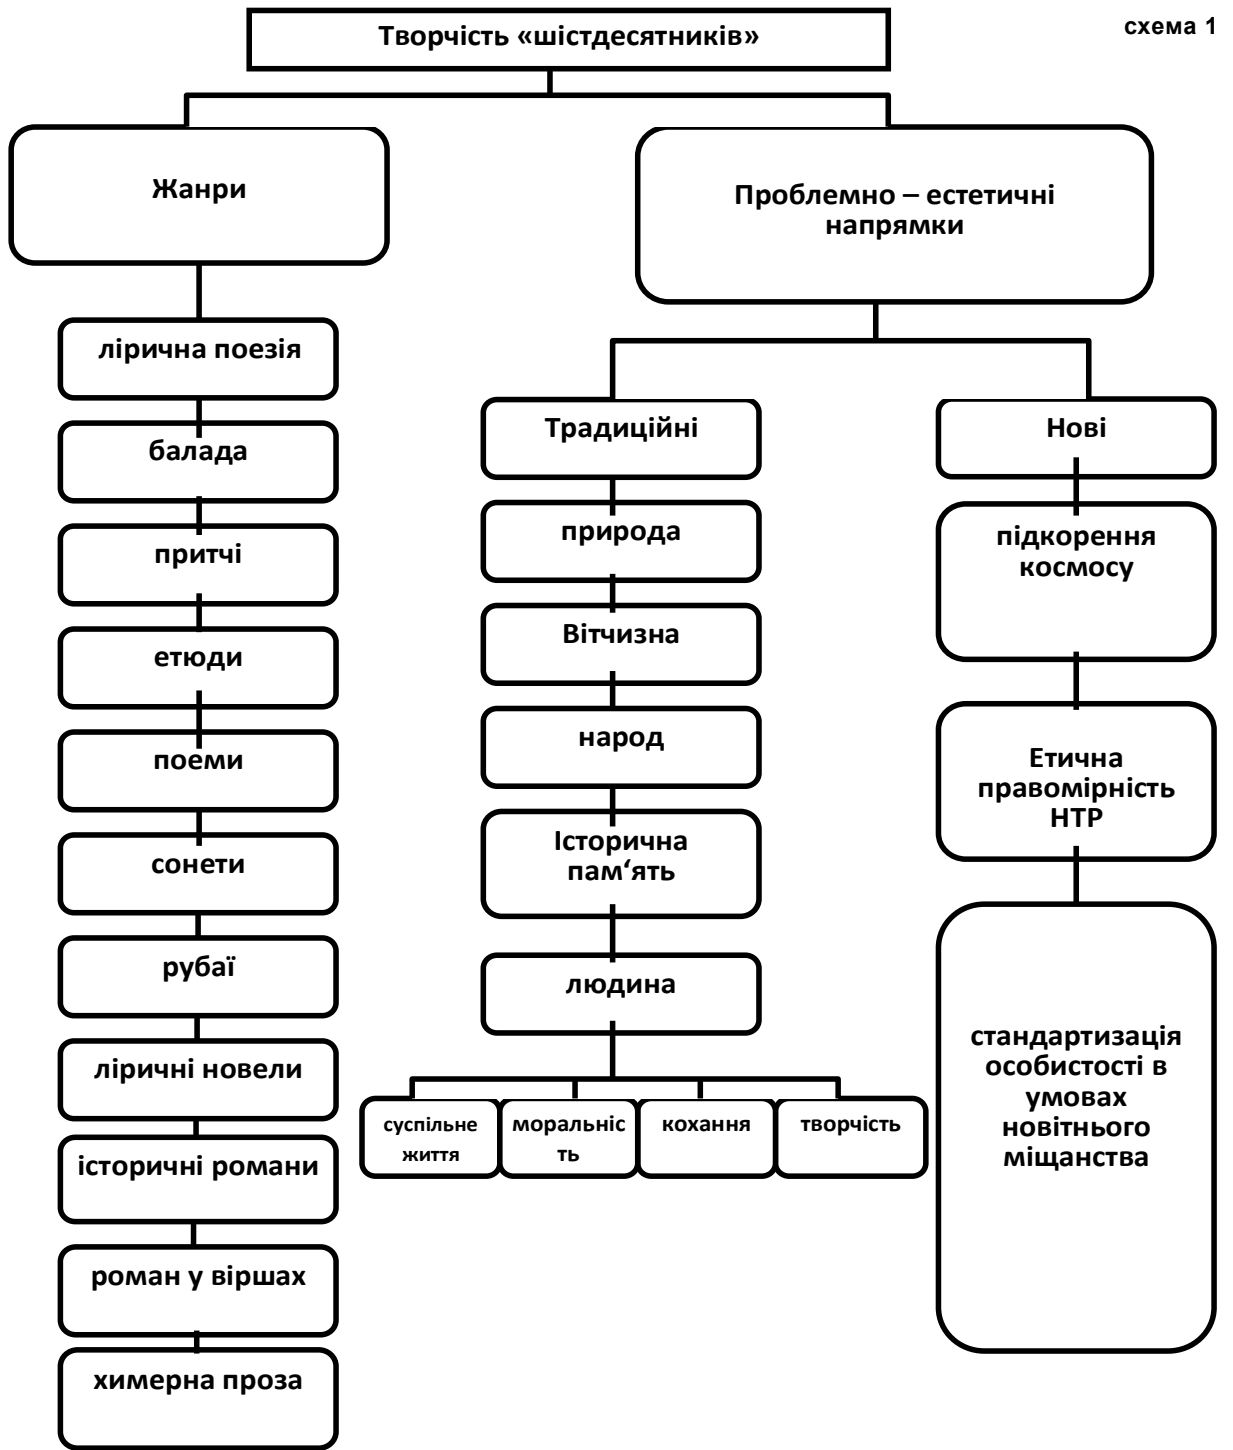 схема 1
Творчість «шістдесятників»
Жанри
Проблемно – естетичні
напрямки
лірична поезія
балада
притчі
етюди
поеми
сонети
рубаї
ліричні новели
історичні романи
роман у віршах
химерна проза
Традиційні
природа
Вітчизна
народ
Історична
пам‘ять
людина
суспільне
життя
моральніс
ть
кохання
творчість
Нові
підкорення
космосу
Етична
правомірність
НТР
стандартизація
особистості в
умовах
новітнього
міщанства